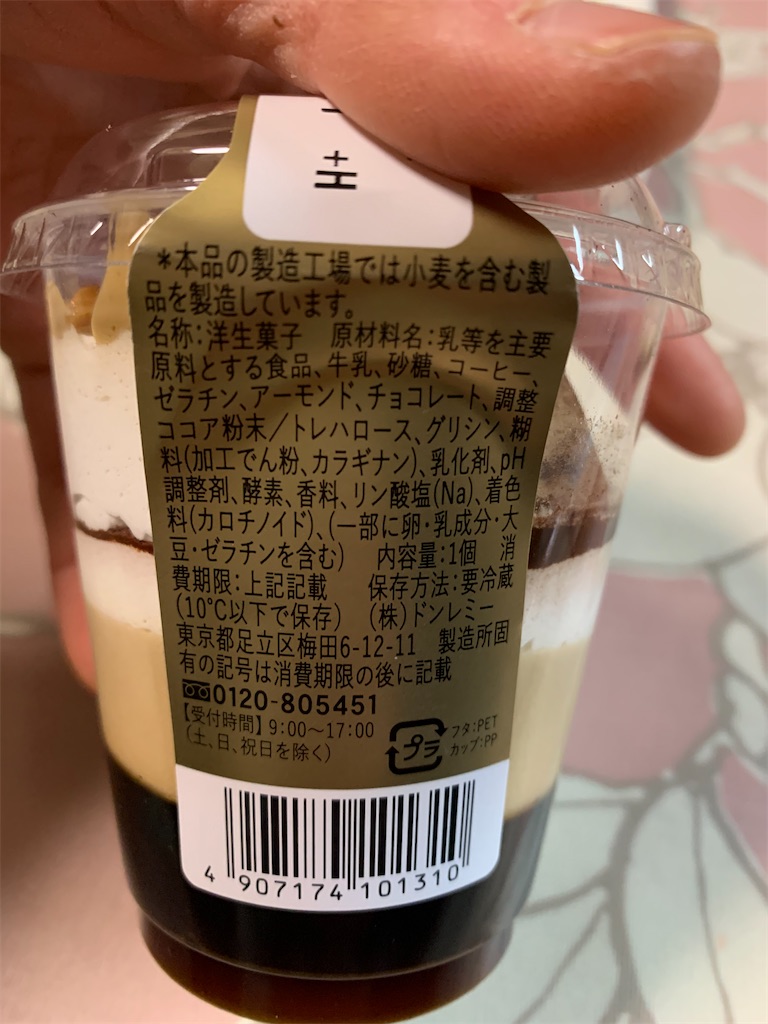 +H
*本品の製造工場では小麦を含む製
品を製造しています。
名称:洋生菓子 原材料名:乳等を主要
原料とする食品、牛乳、砂糖、コーヒー、
ゼラチン、アーモンド、チョコレート、調整
ココア粉末/トレハロース、グリシン、糊
料(加工でん粉、カラギナン)、乳化剤、pH
調整剤、酵素、香料、リン酸塩(Na)、着色
料(カロチノイド)、(一部に卵・乳成分・大
豆・ゼラチンを含む) 内容量:1個 消
費期限:上記記載 保存方法:要冷蔵
(10℃以下で保存) (株)ドンレミー
東京都足立区梅田6-12-11 製造所固
有の記号は消費期限の後に記載
0120-805451
【受付時間】9:00〜17:00
(土、日、祝日を除く)
プラ
フタ:PET
カップ:PP
4 907174 101310